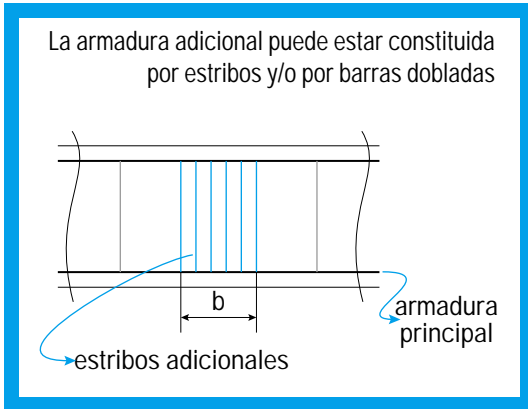 La armadura adicional puede estar constituida
por estribos y/o por barras dobladas
b
armadura
principal
estribos adicionales